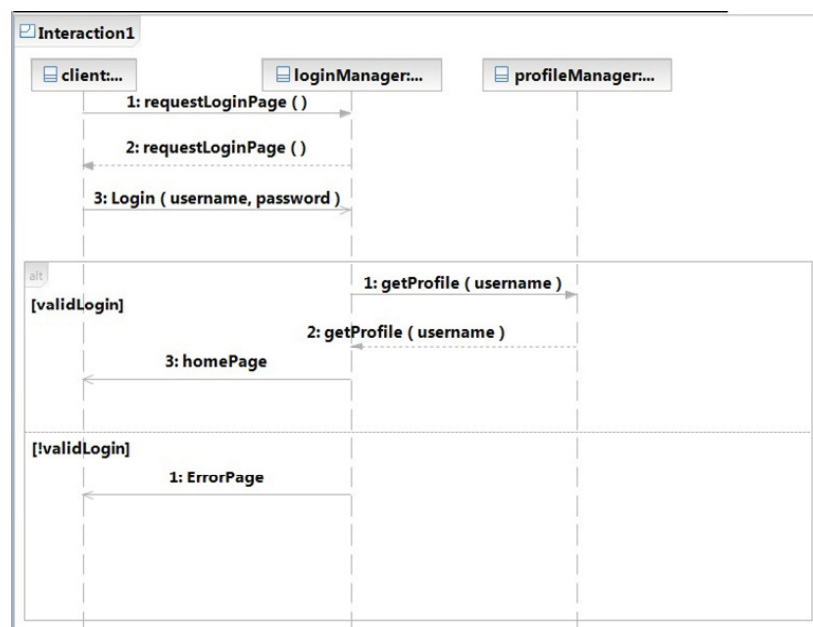 Interaction1
client:... loginManager:... profileManager:...
1: requestLoginPage ( )
2: requestLoginPage ( )
3: Login ( username, password )
alt
1: getProfile ( username )
[validLogin]
2: getProfile ( username )
3: homePage
[!validLogin]
1: ErrorPage